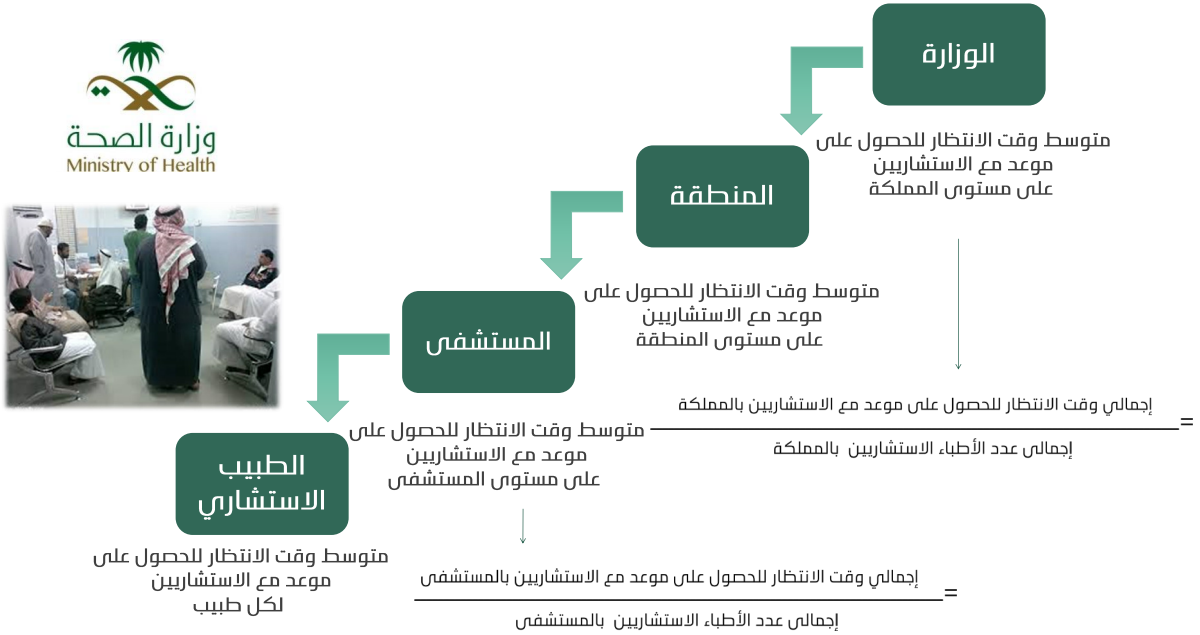 وزارة الصحة
Ministry of Health
الوزارة
متوسط وقت الانتظار للحصول على
موعد مع الاستشاريين
على مستوى المملكة
المنطقة
متوسط وقت الانتظار للحصول على
موعد مع الاستشاريين
على مستوى المنطقة
المستشفى
متوسط وقت الانتظار للحصول على
موعد مع الاستشاريين
على مستوى المستشفى
الطبيب
الاستشاري
متوسط وقت الانتظار للحصول على
موعد مع الاستشاريين
لكل طبيب
=
إجمالي وقت الانتظار للحصول على موعد مع الاستشاريين بالمملكة
إجمالى عدد الأطباء الاستشاريين بالمملكة
=
إجمالي وقت الانتظار للحصول على موعد مع الاستشاريين بالمستشفى
إجمالى عدد الأطباء الاستشاريين بالمستشفى